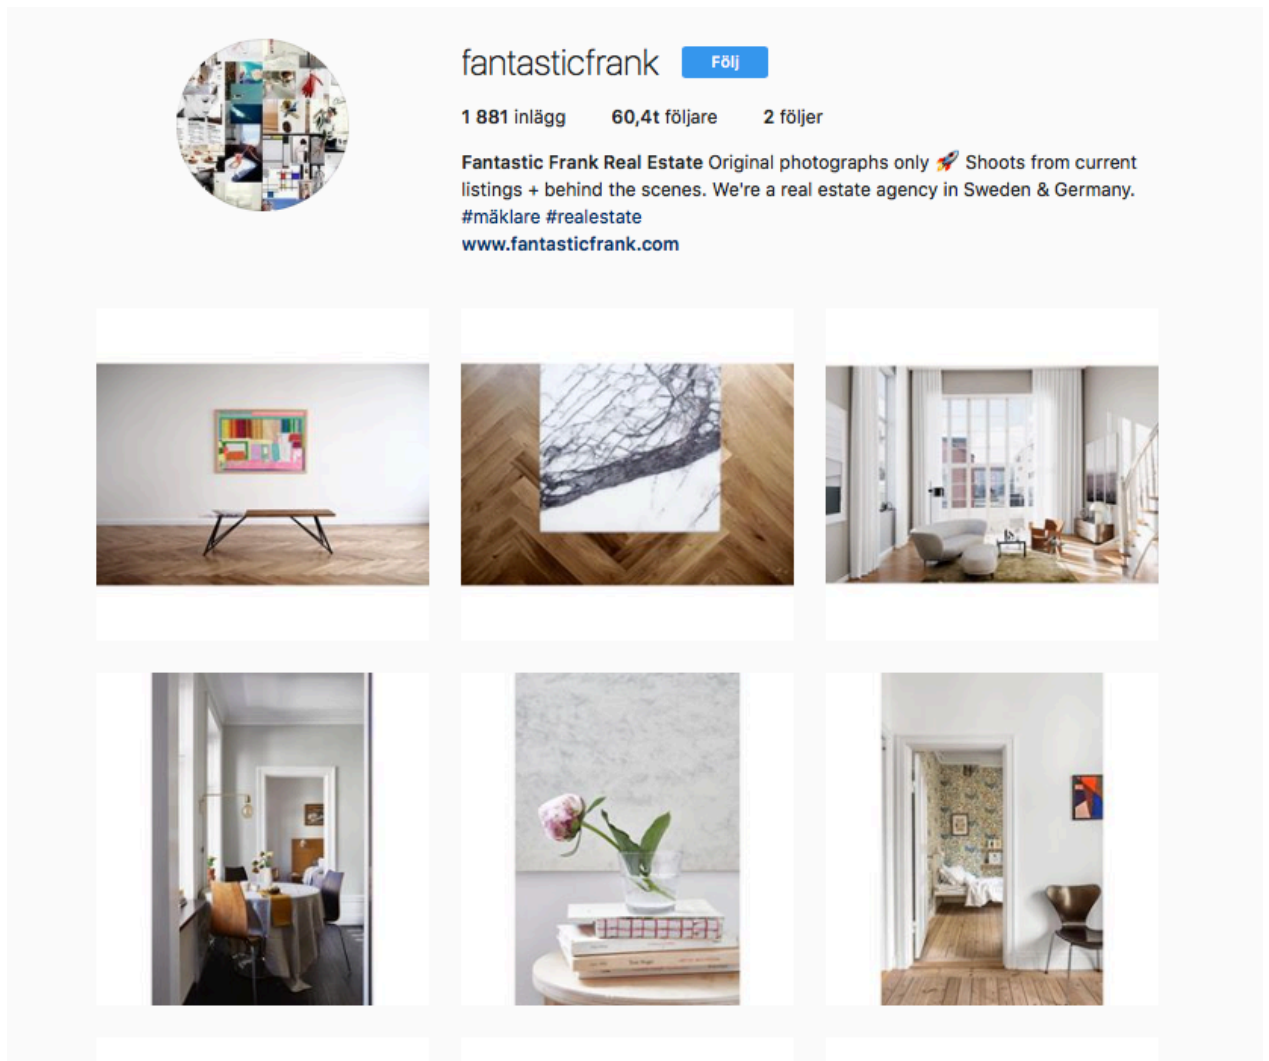 fantasticfrank Följ
1 881 inlägg 60,4t följare 2 följer
Fantastic Frank Real Estate Original photographs only 🚀 Shoots from current
listings + behind the scenes. We're a real estate agency in Sweden & Germany.
#mäklare #realestate
www.fantasticfrank.com